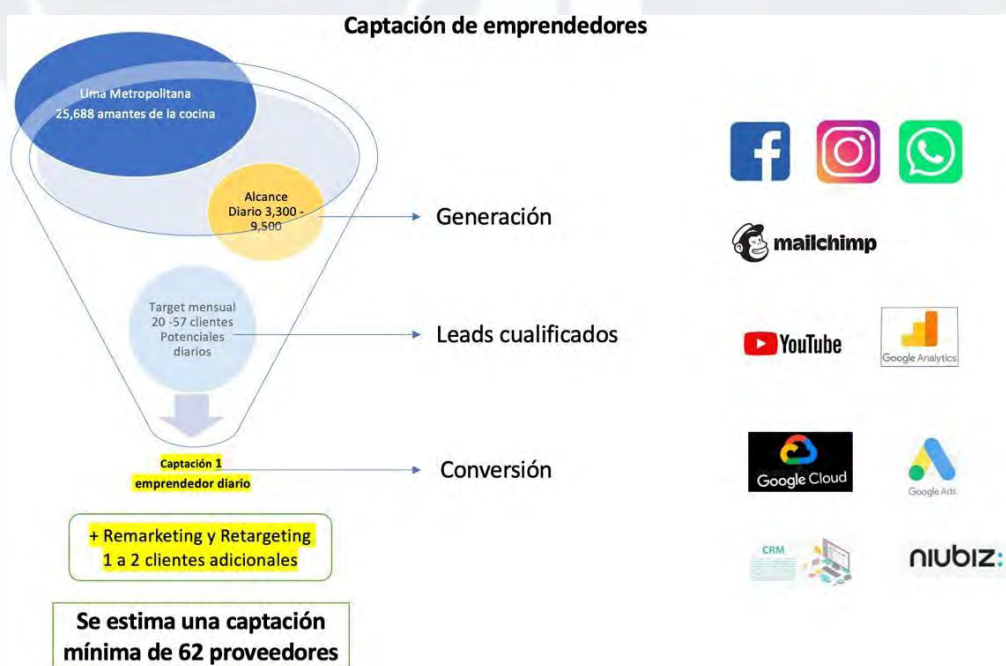 Captación de emprendedores
Lima Metropolitana
25,688 amantes de la cocina
Alcance
Diario 3,300 -
9,500
Generación
mailchimp
Target mensual
20 -57 clientes
Potenciales
diarios
Leads cualificados
YouTube
Google Analytics
Captación 1
emprendedor diario
Conversión
Google Cloud
Google Ads
+ Remarketing y Retargeting
1 a 2 clientes adicionales
CRM
niubiz:
Se estima una captación
mínima de 62 proveedores